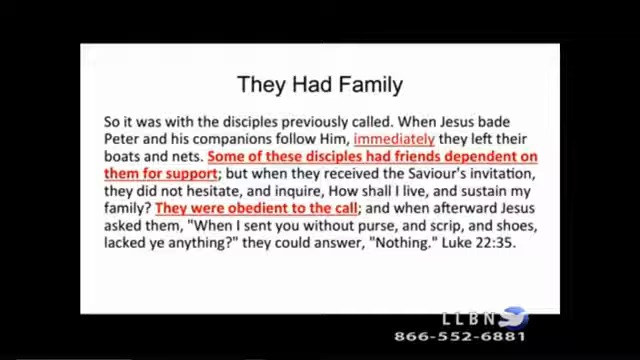 They Had Family
So it was with the disciples previously called. When Jesus bade
Peter and his companions follow Him, immediately they left their
boats and nets. Some of these disciples had friends dependent on
them for support; but when they received the Saviour's invitation,
they did not hesitate, and inquire, How shall I live, and sustain my
family? They were obedient to the call; and when afterward Jesus
asked them, "When I sent you without purse, and scrip, and shoes,
lacked ye anything?" they could answer, "Nothing." Luke 22:35.
LLBN
866-552-6881